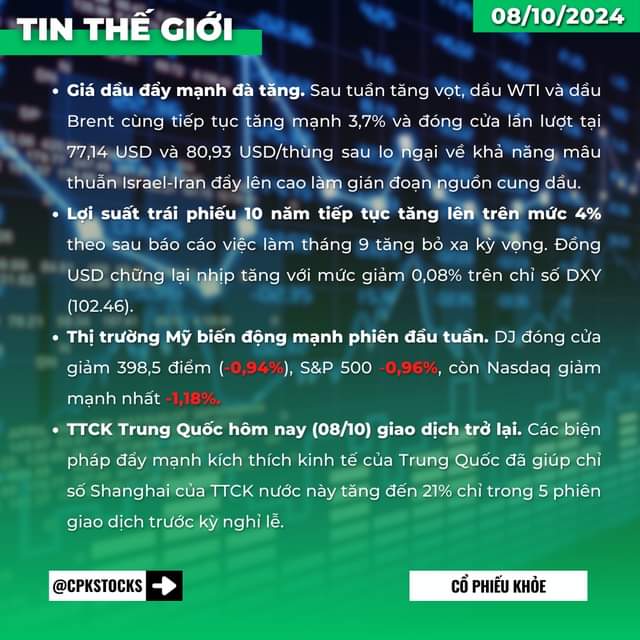 TIN THẾ GIỚI
08/10/2024
• Giá dầu đẩy mạnh đà tăng. Sau tuần tăng vọt, dầu WTI và dầu
Brent cùng tiếp tục tăng mạnh 3,7% và đóng cửa lần lượt tại
77,14 USD và 80,93 USD/thùng sau lo ngại về khả năng mâu
thuẫn Israel-Iran đẩy lên cao làm gián đoạn nguồn cung dầu.
• Lợi suất trái phiếu 10 năm tiếp tục tăng lên trên mức 4%
theo sau báo cáo việc làm tháng 9 tăng bỏ xa kỳ vọng. Đồng
USD chững lại nhịp tăng với mức giảm 0,08% trên chỉ số DXY
(102.46).
• Thị trường Mỹ biến động mạnh phiên đầu tuần. DJ đóng cửa
giảm 398,5 điểm (-0,94%), S&P 500 -0,96%, còn Nasdaq giảm
mạnh nhất -1,18%.
• TTCK Trung Quốc hôm nay (08/10) giao dịch trở lại. Các biện
pháp đẩy mạnh kích thích kinh tế của Trung Quốc đã giúp chỉ
số Shanghai của TTCK nước này tăng đến 21% chỉ trong 5 phiên
giao dịch trước kỳ nghỉ lễ.
@CPKSTOCKS
CỔ PHIẾU KHỎE